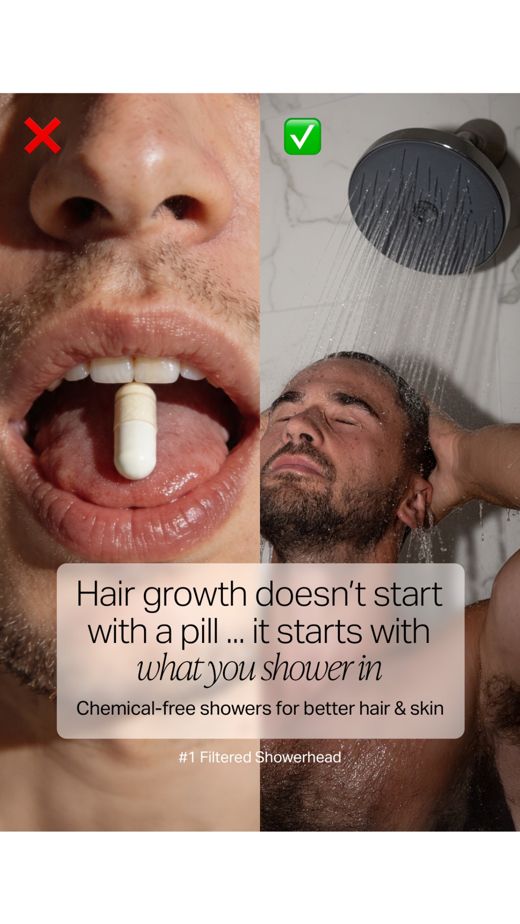 Hair growth doesn't start
with a pill ... it starts with
what you shower in
Chemical-free showers for better hair & skin
#1 Filtered Showerhead